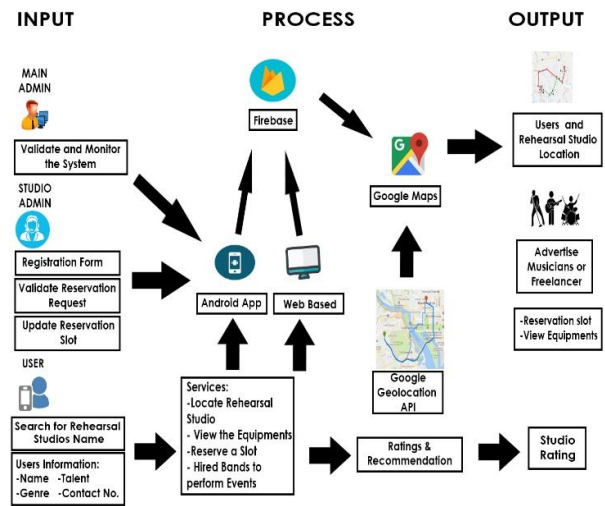 INPUT
PROCESS
OUTPUT
MAIN
ADMIN
Validate and Monitor
the System
STUDIO
ADMIN
Registration Form
Validate Reservation
Request
Update Reservation
Slot
USER
Search for Rehearsal
Studios Name
Users Information:
-Name -Talent
-Genre -Contact No.
Firebase
Android App
Web Based
Services:
-Locate Rehearsal
Studio
- View the Equipments
-Reserve a Slot
- Hired Bands to
perform Events
G
Google Maps
Google
Geolocation
API
Ratings &
Recommendation
Users and
Rehearsal Studio
Location
Advertise
Musicians or
Freelancer
-Reservation slot
-View Equipments
Studio
Rating